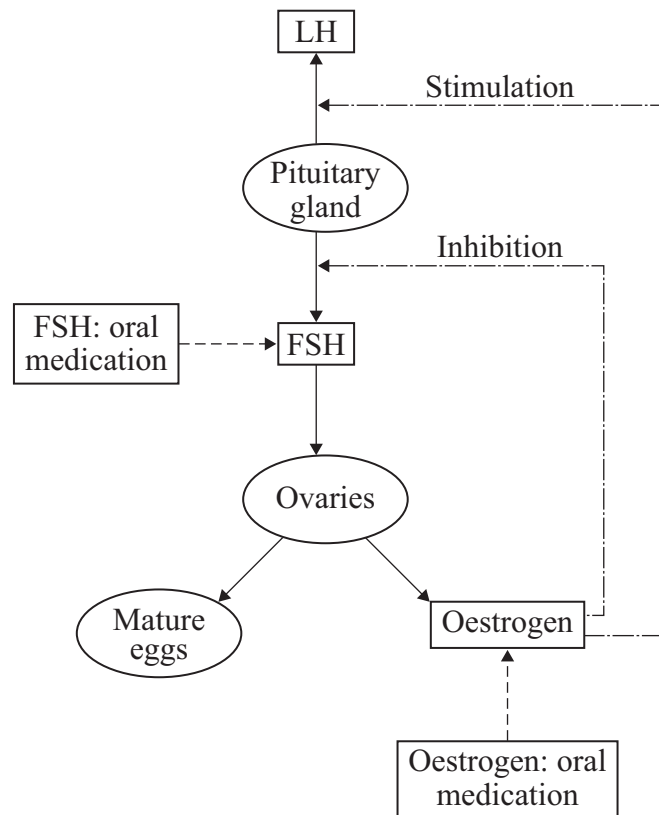 LH
Stimulation
Pituitary
gland
Inhibition
FSH: oral
medication
FSH
Ovaries
Mature
eggs
Oestrogen
Oestrogen: oral
medication